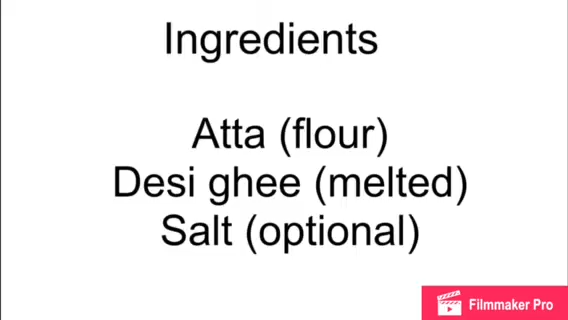 Ingredients
Atta (flour)
Desi ghee (melted)
Salt (optional)
Filmmaker Pro